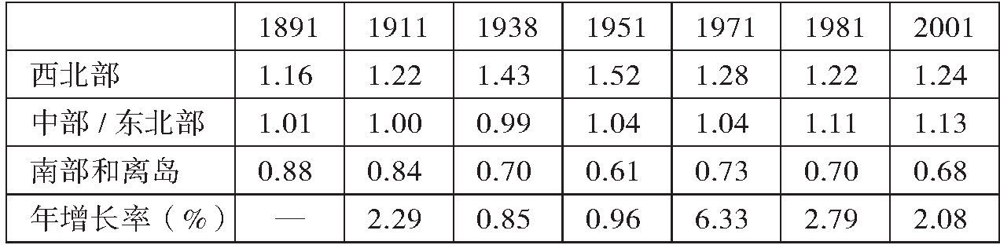 1891 1911 1938 1951 1971 1981 2001
西北部 1.16 1.22 1.43 1.52 1.28 1.22 1.24
中部 / 东北部 1.01 1.00 0.99 1.04 1.04 1.11 1.13
南部和离岛 0.88 0.84 0.70 0.61 0.73 0.70 0.68
年增长率（%） — 2.29 0.85 0.96 6.33 2.79 2.08